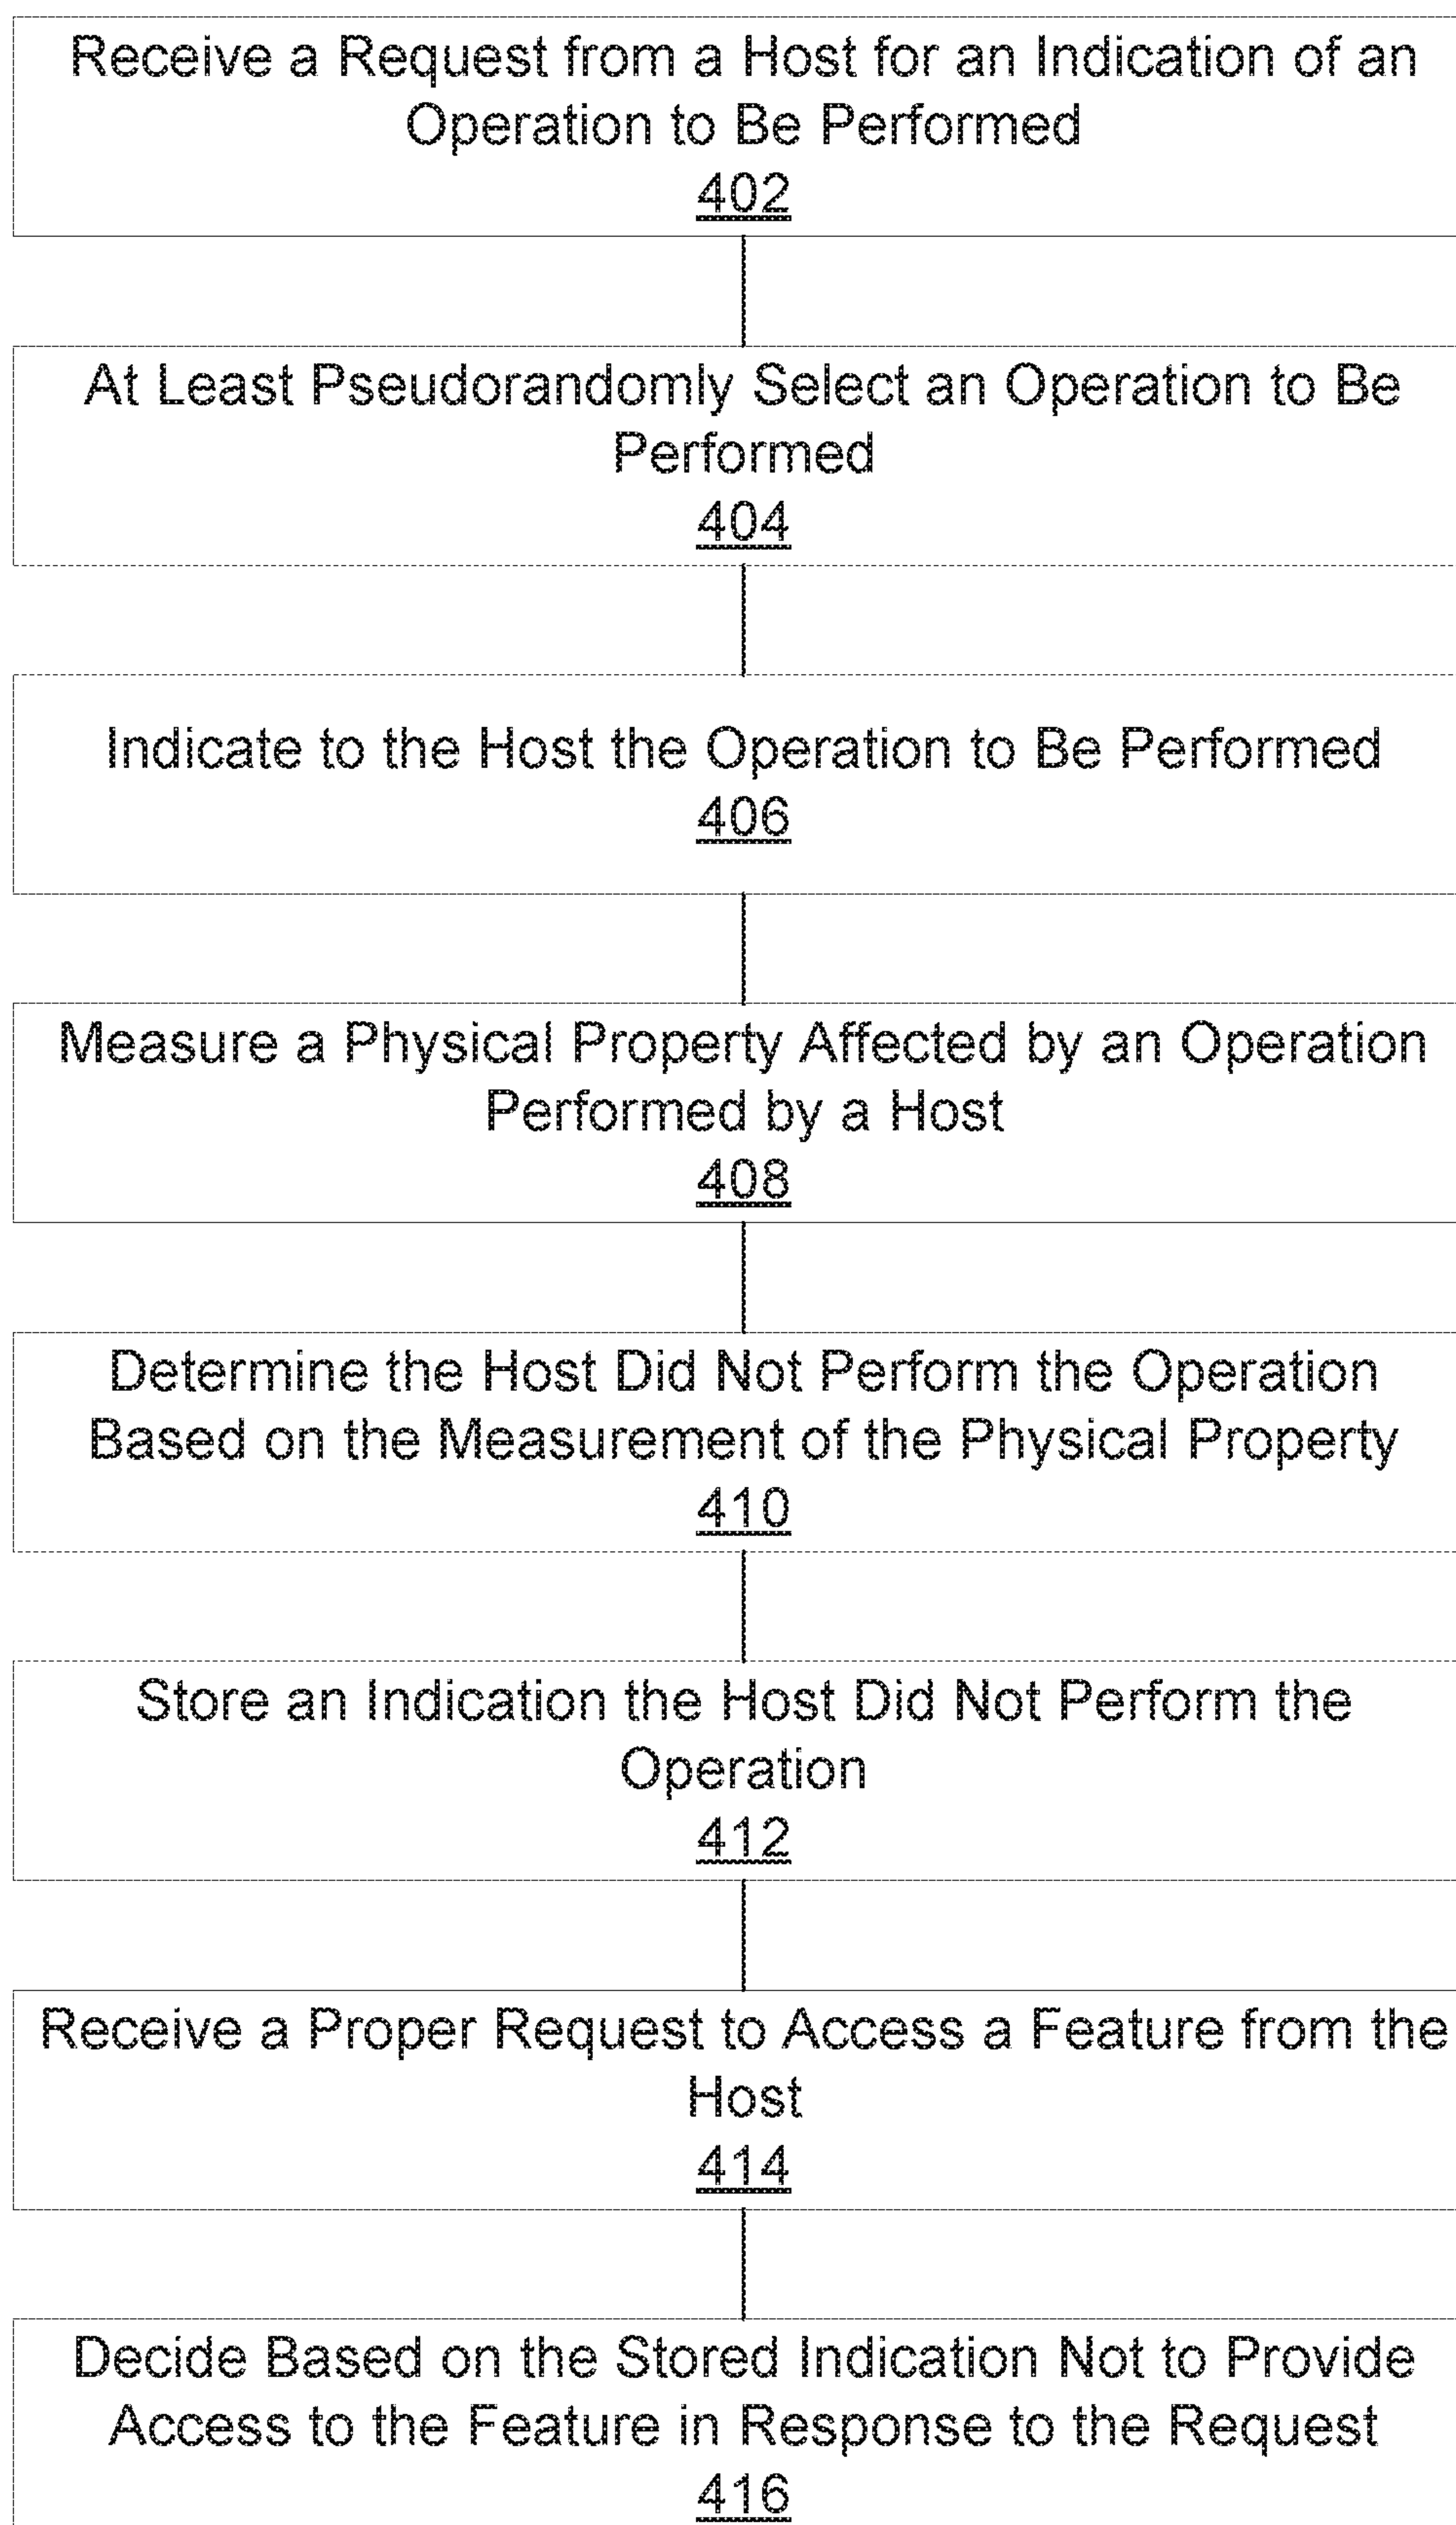 Receive a Request from a Host for an Indication of an
Operation to Be Performed
402
At Least Pseudorandomly Select an Operation to Be
Performed
404
Indicate to the Host the Operation to Be Performed
406
Measure a Physical Property Affected by an Operation
Performed by a Host
408
Determine the Host Did Not Perform the Operation
Based on the Measurement of the Physical Property
410
Store an Indication the Host Did Not Perform the
Operation
412
Receive a Proper Request to Access a Feature from the
Host
414
Decide Based on the Stored Indication Not to Provide
Access to the Feature in Response to the Request
416